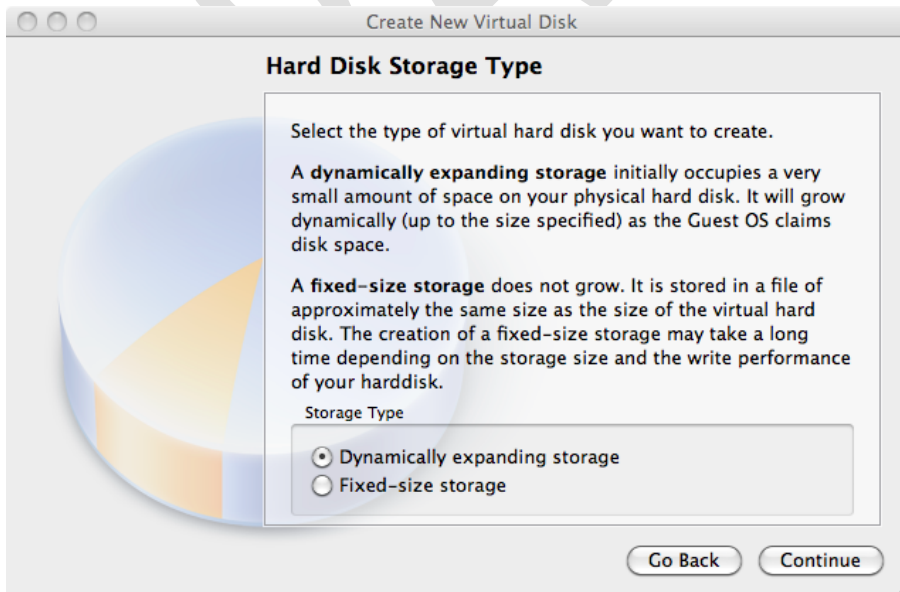 Create New Virtual Disk
Hard Disk Storage Type
Select the type of virtual hard disk you want to create.
A dynamically expanding storage initially occupies a very
small amount of space on your physical hard disk. It will grow
dynamically (up to the size specified) as the Guest OS claims
disk space.
A fixed-size storage does not grow. It is stored in a file of
approximately the same size as the size of the virtual hard
disk. The creation of a fixed-size storage may take a long
time depending on the storage size and the write performance
of your harddisk.
Storage Type
Dynamically expanding storage
Fixed-size storage
Go Back
Continue